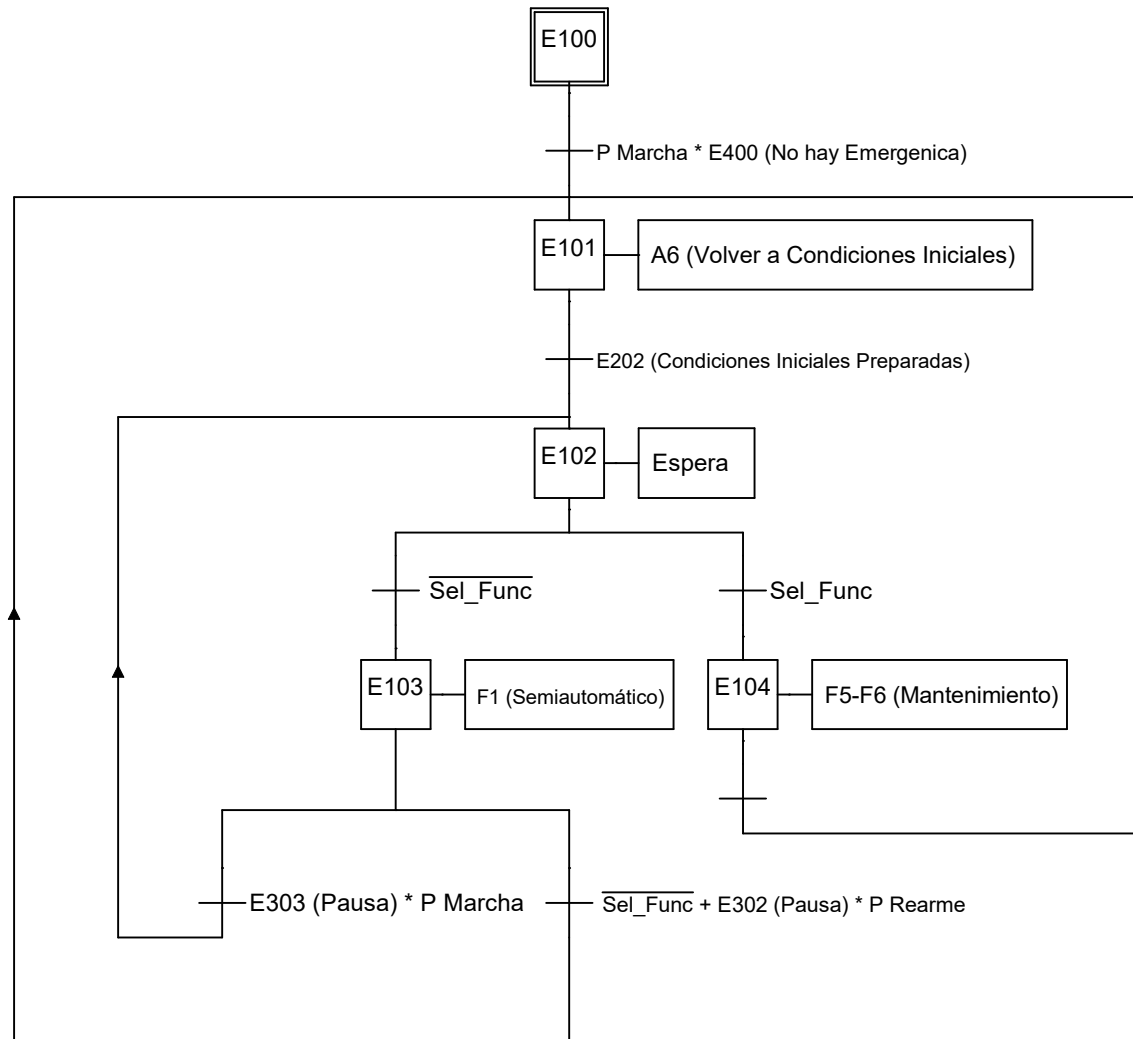 E100
P Marcha * E400 (No hay Emergenica)
E101
A6 (Volver a Condiciones Iniciales)
E202 (Condiciones Iniciales Preparadas)
E102
Espera
Sel_Func
Sel_Func
E103
F1 (Semiautomático)
E104
F5-F6 (Mantenimiento)
E303 (Pausa) * P Marcha
Sel_Func + E302 (Pausa) * P Rearme